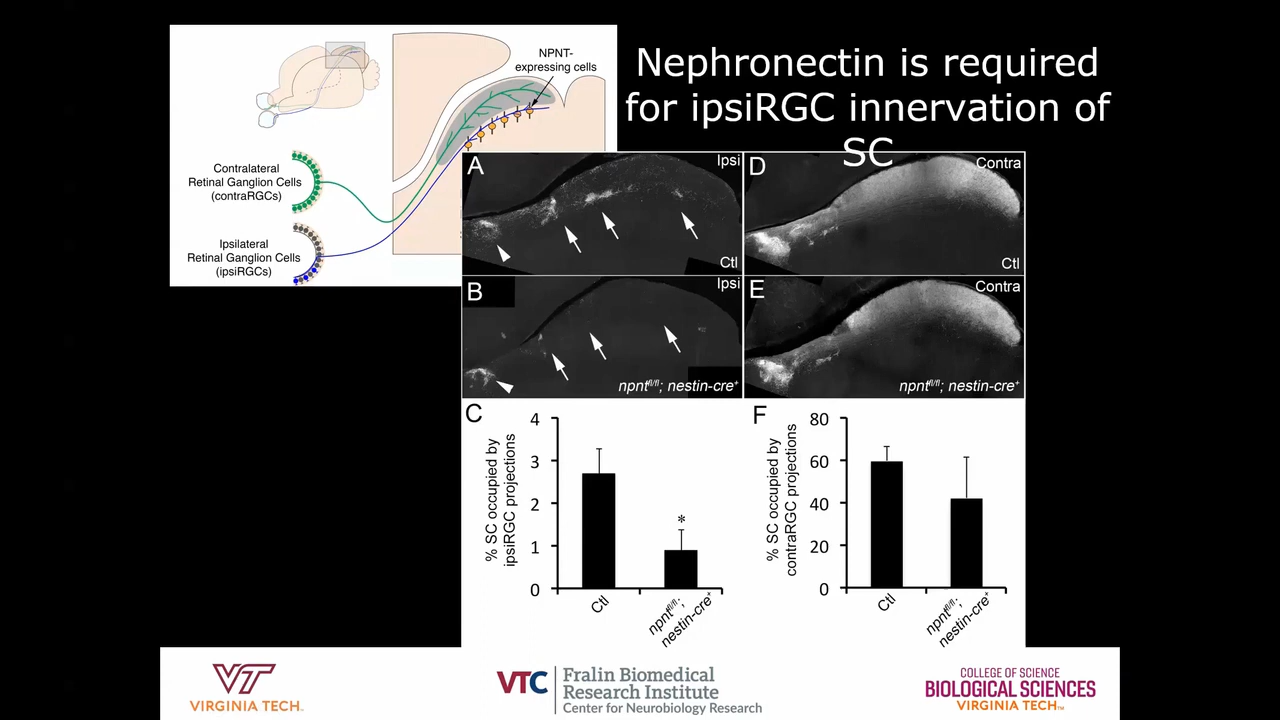 Nephronectin is required
for ipsiRGC innervation of
SC
NPNT-
expressing cells
Contralateral
Retinal Ganglion Cells
(contraRGCs)
Ipsilateral
Retinal Ganglion Cells
(ipsiRGCs)
A
Ipsi
Ctl
D
Contra
Ctl
B
Ipsi
npntfl/fl; nestin-cre+
E
Contra
npntfl/fl; nestin-cre+
C
% SC occupied by
ipsiRGC projections
4
3
2
1
0
*
Ctl
npntfl/fl;
nestin-cre+
F
% SC occupied by
contraRGC projections
80
60
40
20
0
Ctl
npntfl/fl;
nestin-cre+
VT
VIRGINIA TECH™
VTC
Fralin Biomedical
Research Institute
Center for Neurobiology Research
COLLEGE OF SCIENCE
BIOLOGICAL SCIENCES
VIRGINIA TECH™